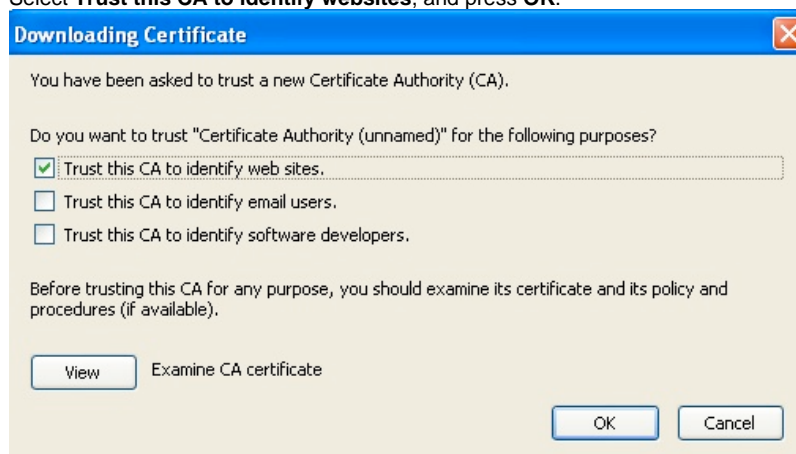 Select Trust this CA to identify websites, and press OK.
Downloading Certificate
You have been asked to trust a new Certificate Authority (CA).
Do you want to trust "Certificate Authority (unnamed)" for the following purposes?
Trust this CA to identify web sites.
Trust this CA to identify email users.
Trust this CA to identify software developers.
Before trusting this CA for any purpose, you should examine its certificate and its policy and
procedures (if available).
View Examine CA certificate
OK Cancel